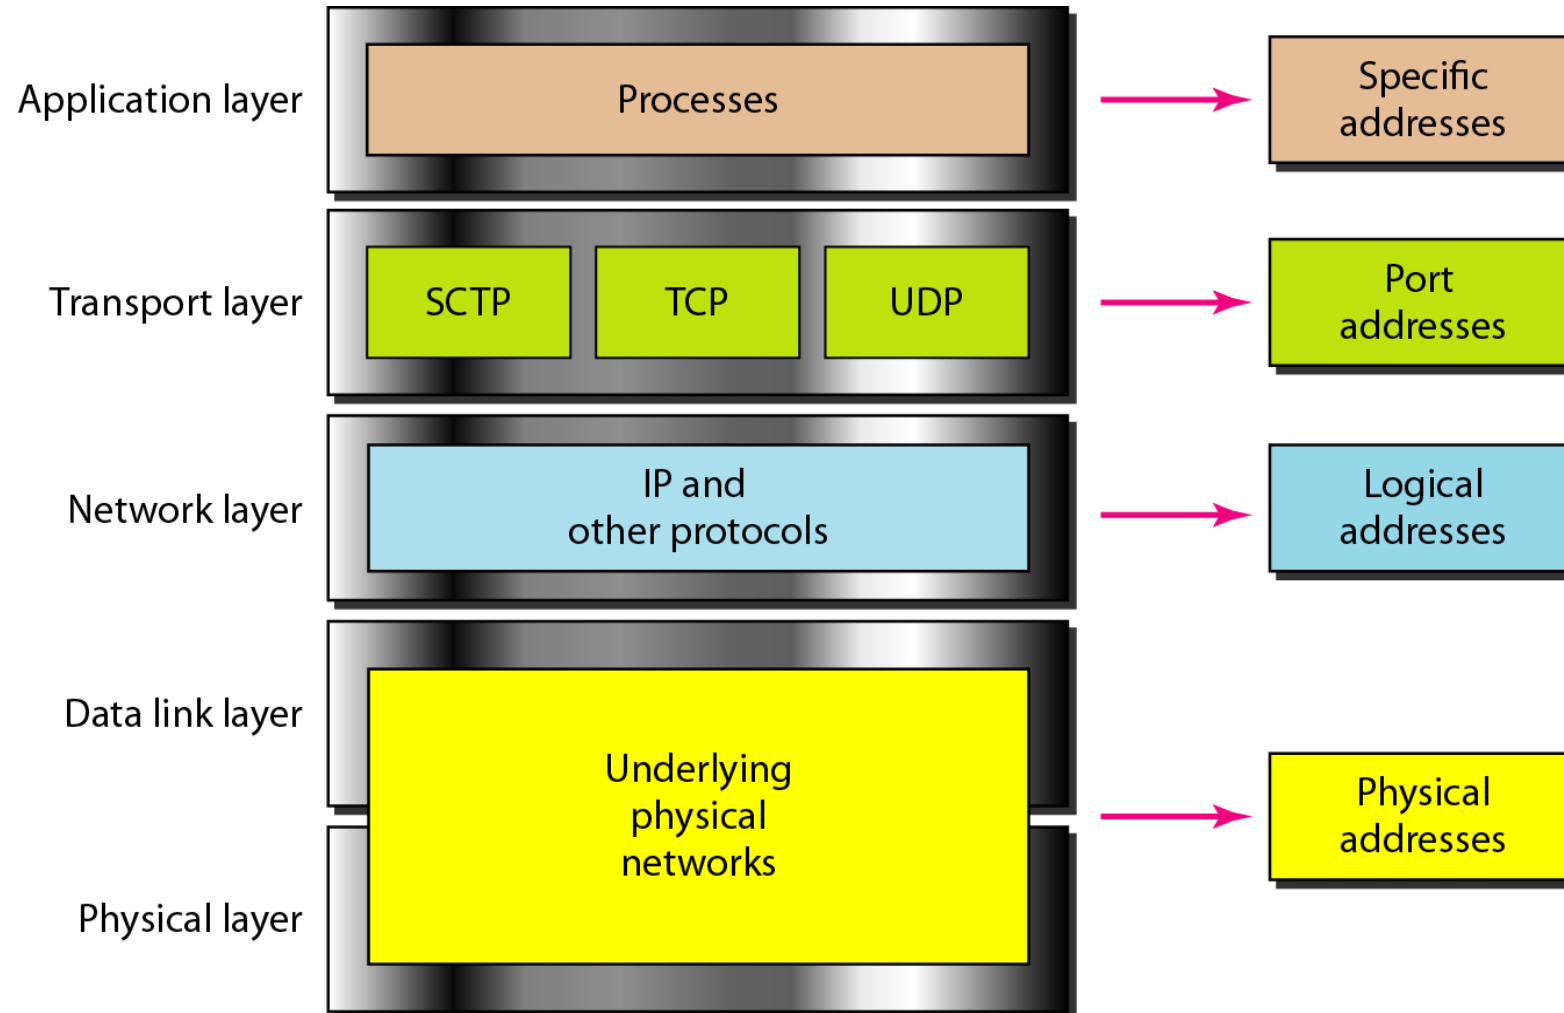 Application layer
Processes
Specific
addresses
Transport layer
SCTP
TCP
UDP
Port
addresses
Network layer
IP and
other protocols
Logical
addresses
Data link layer
Underlying
physical
networks
Physical
addresses
Physical layer